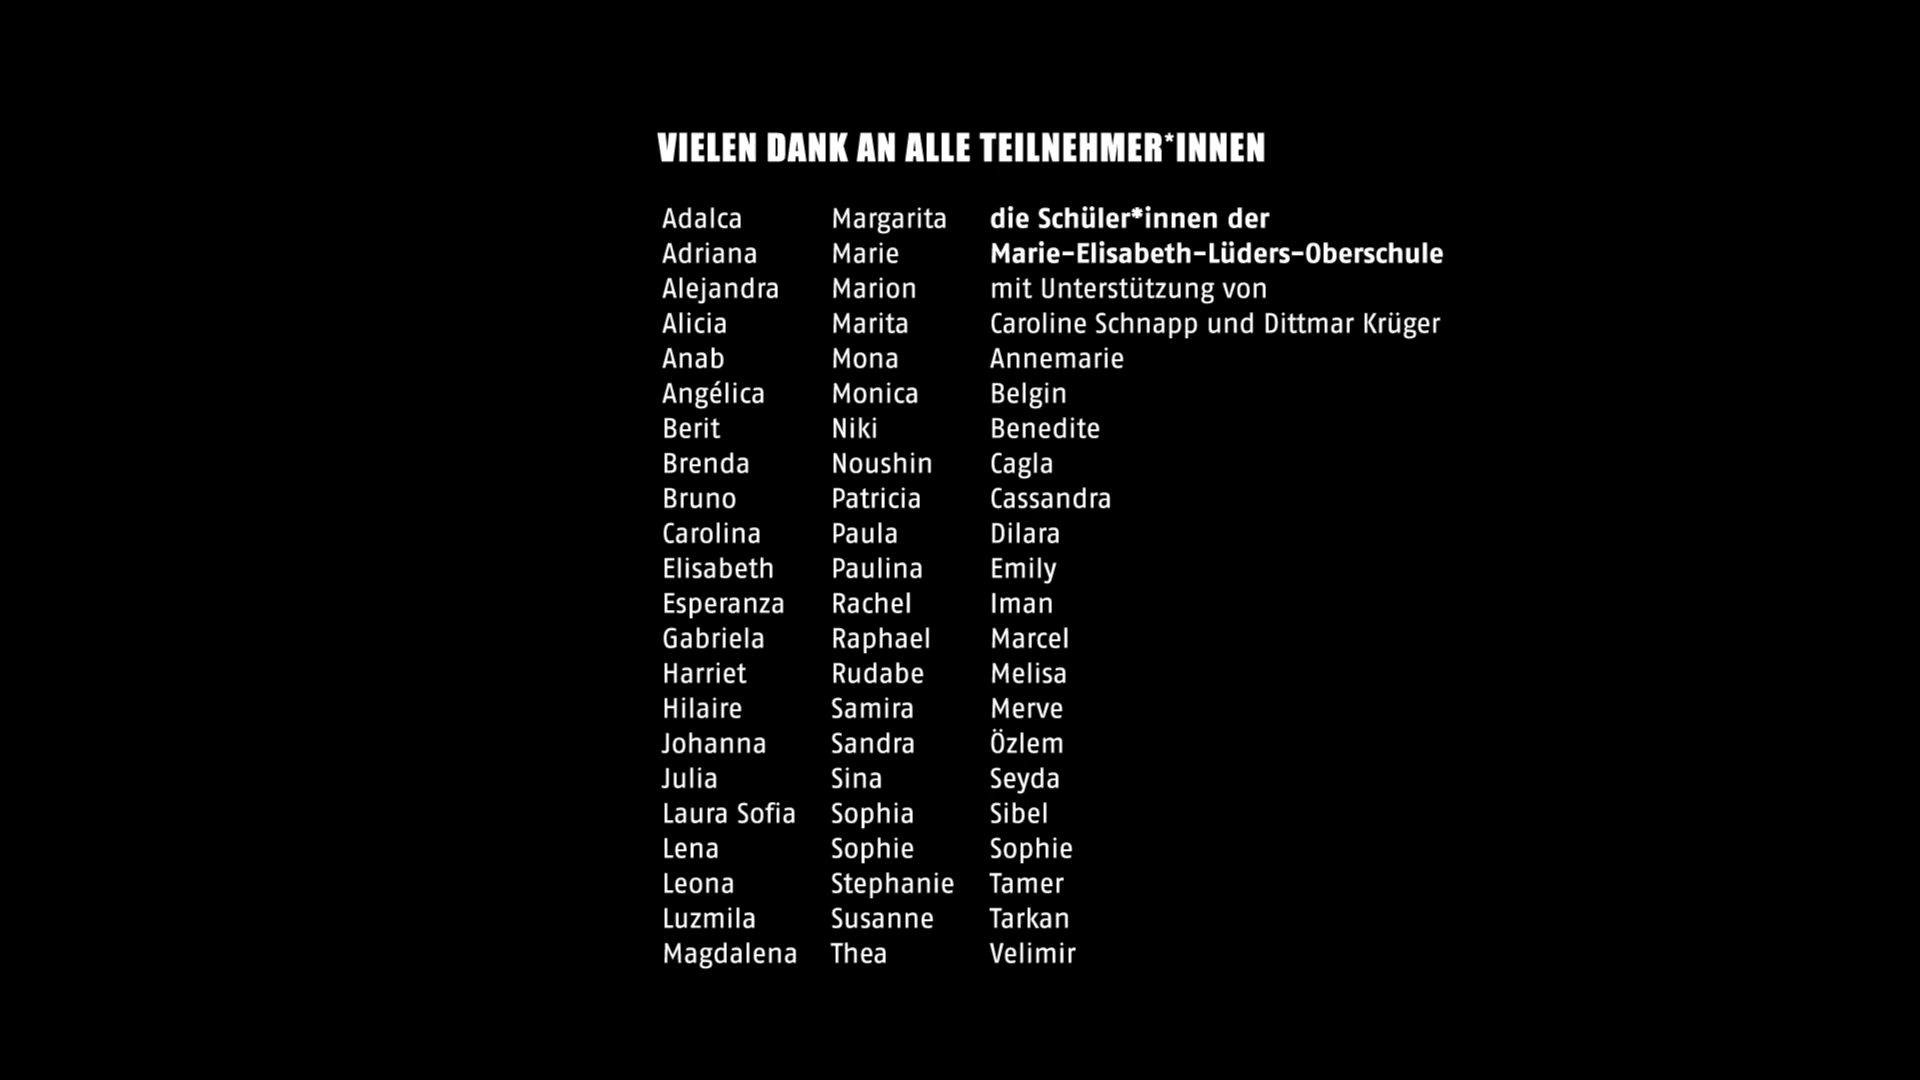 VIELEN DANK AN ALLE TEILNEHMER*INNEN
Adalca
Adriana
Alejandra
Alicia
Anab
Angélica
Berit
Brenda
Bruno
Carolina
Elisabeth
Esperanza
Gabriela
Harriet
Hilaire
Johanna
Julia
Laura Sofia
Lena
Leona
Luzmila
Magdalena
Margarita
Marie
Marion
Marita
Mona
Monica
Niki
Noushin
Patricia
Paula
Paulina
Rachel
Raphael
Rudabe
Samira
Sandra
Sina
Sophia
Sophie
Stephanie
Susanne
Thea
die Schüler*innen der
Marie-Elisabeth-Lüders-Oberschule
mit Unterstützung von
Caroline Schnapp und Dittmar Krüger
Annemarie
Belgin
Benedite
Cagla
Cassandra
Dilara
Emily
Iman
Marcel
Melisa
Merve
Özlem
Seyda
Sibel
Sophie
Tamer
Tarkan
Velimir